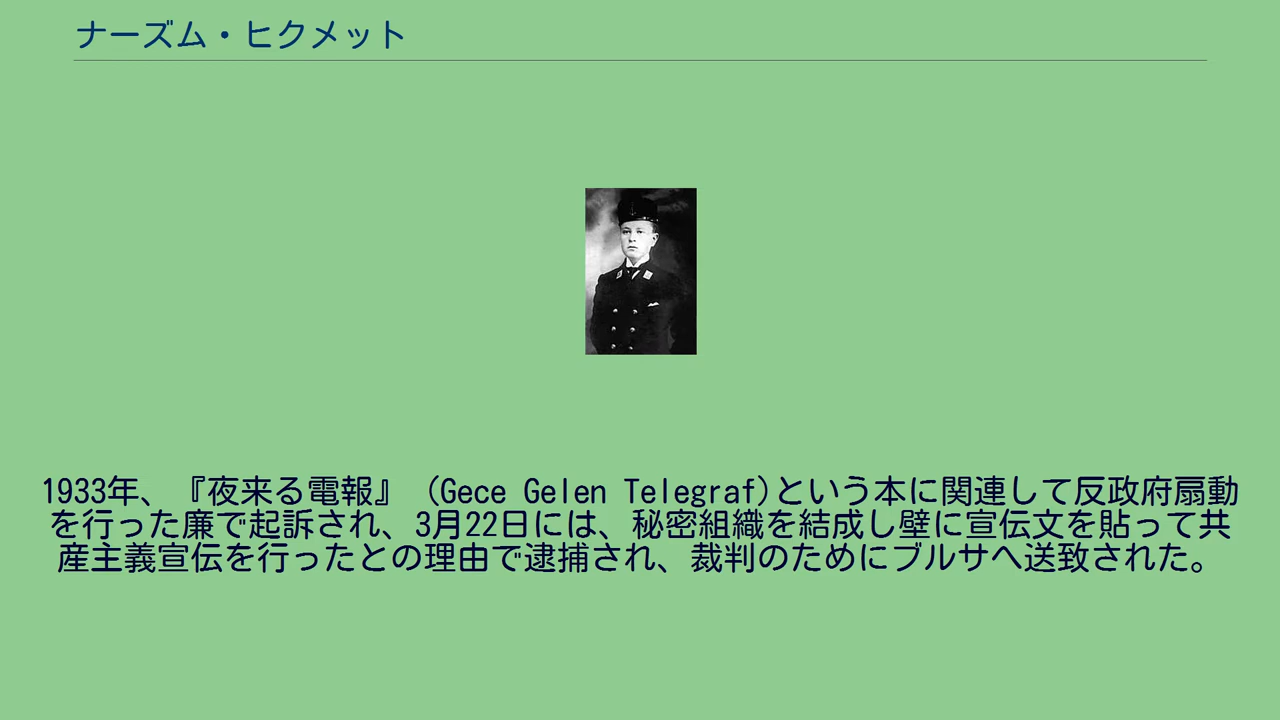 ナーズム・ヒクメット
1933年、『夜来る電報』 (Gece Gelen Telegraf)という本に関連して反政府扇動
を行った廉で起訴され、3月22日には、秘密組織を結成し壁に宣伝文を貼って共
産主義宣伝を行ったとの理由で逮捕され、裁判のためにブルサへ送致された。